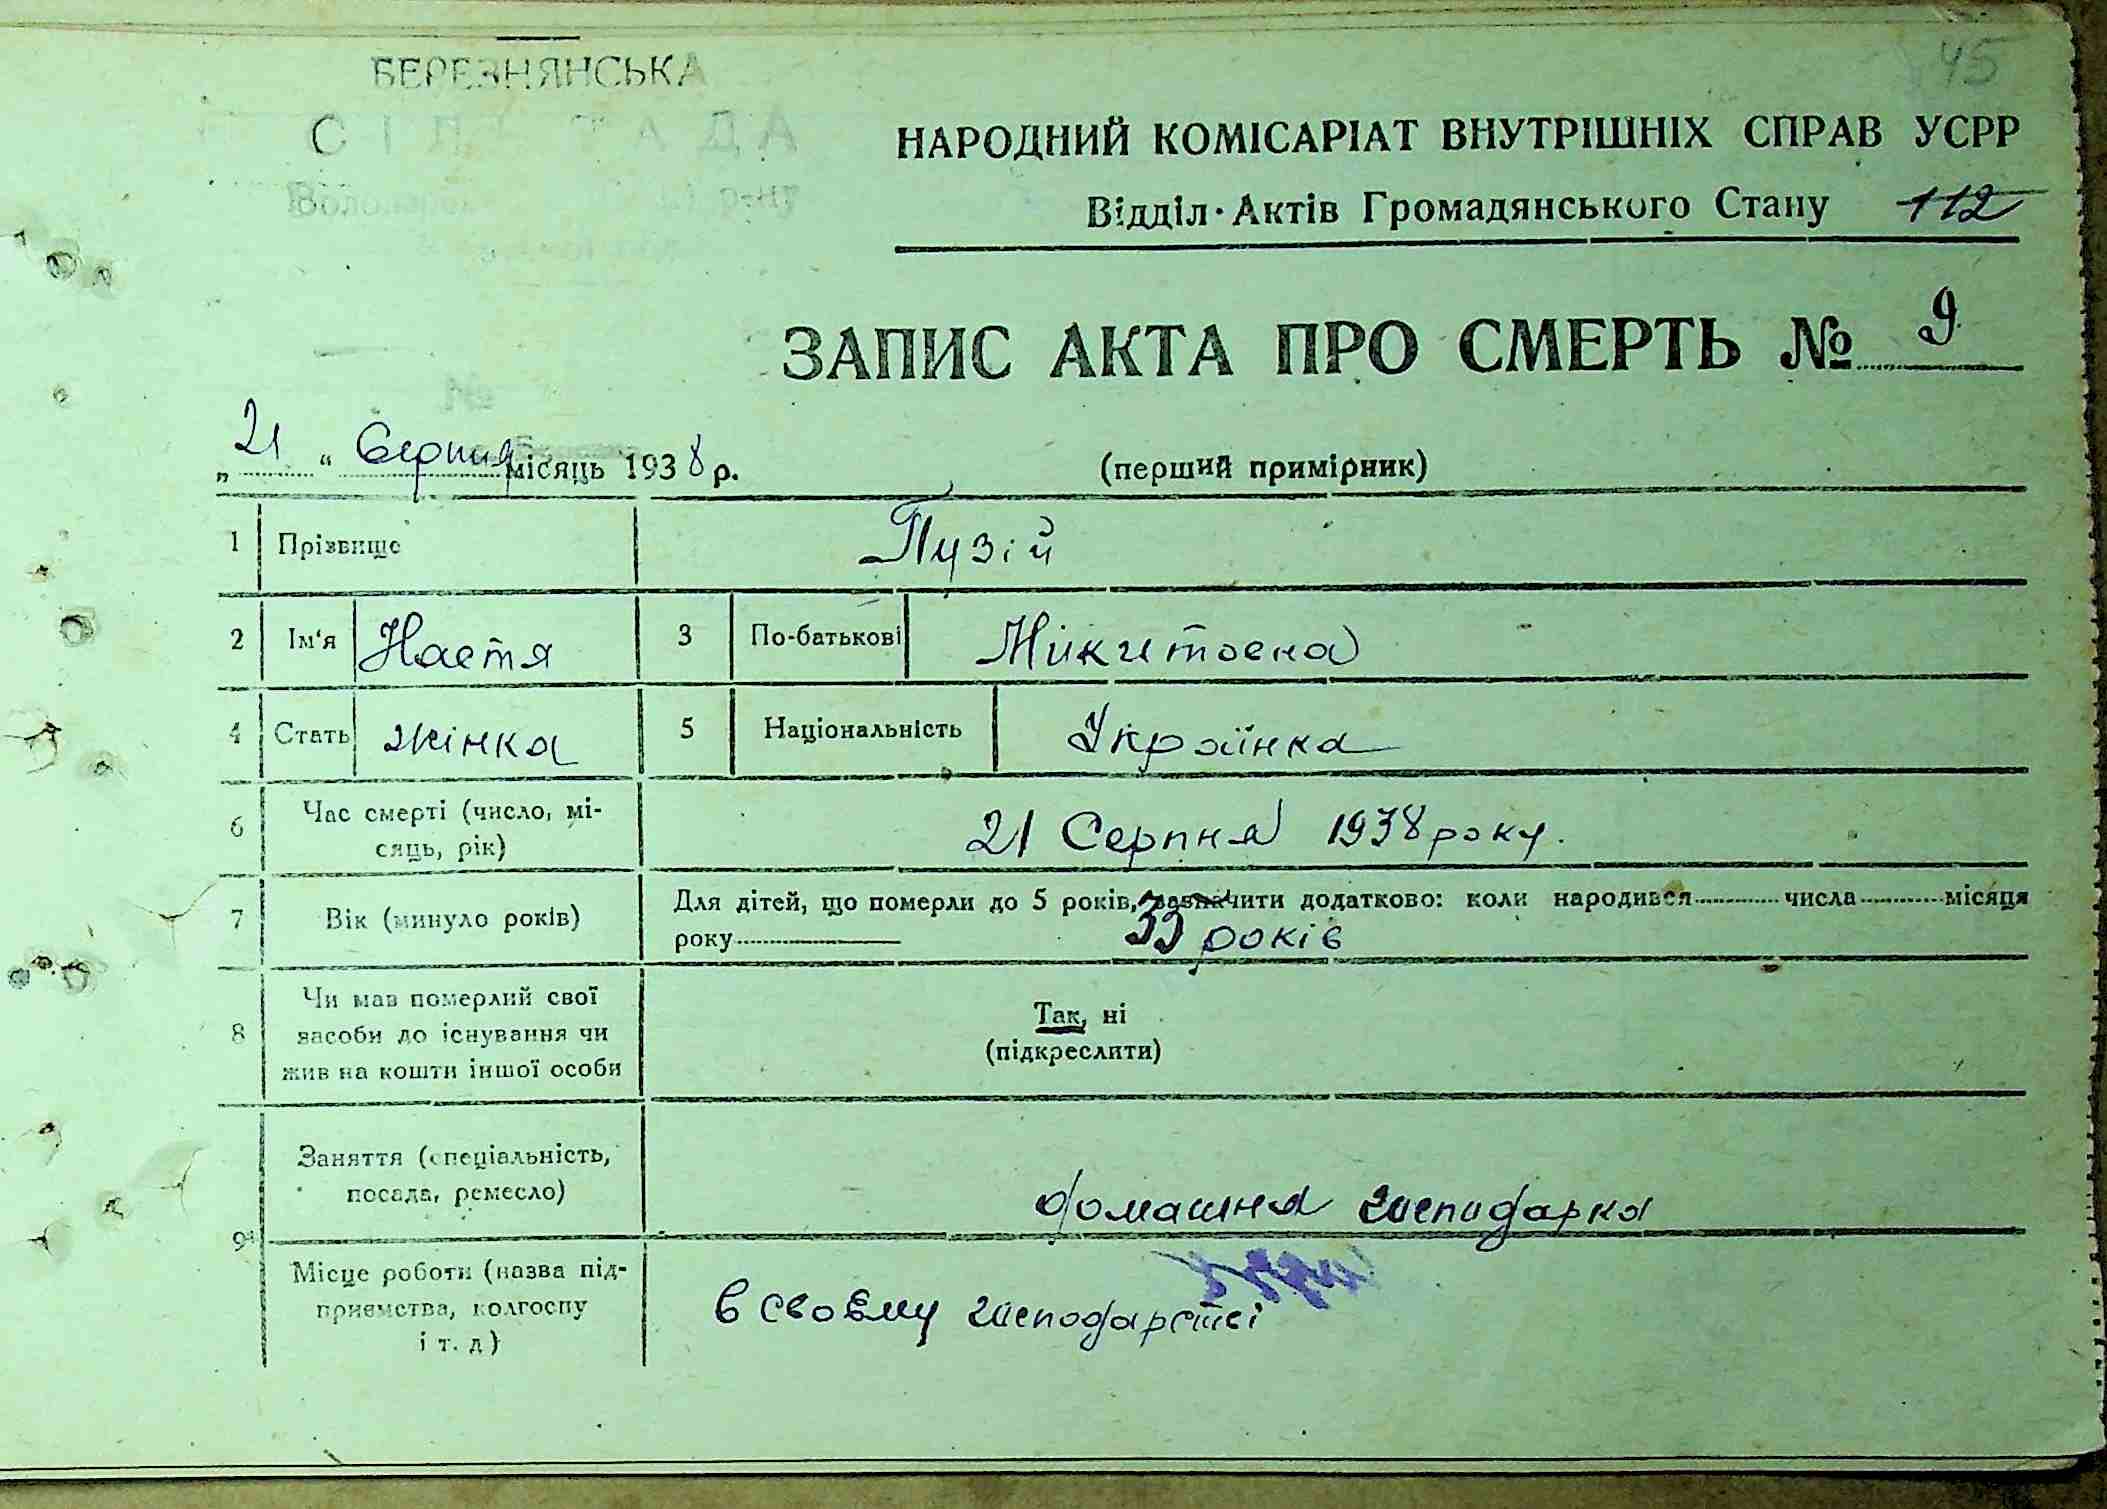 45
БЕРЕЗНЯНСЬКА
НАРОДНИЙ КОМІСАРІАТ ВНУТРІШНІХ СПРАВ УСРР
Відділ Актів Громадянського Стану 112
ЗАПИС АКТА ПРО СМЕРТЬ № 9
„21“ Серпня місяць 1938 р. (перший примірник)
1 Прізвище Пузій
2 Ім'я Настя 3 По-батькові Микитовна
4 Стать жінка 5 Національність Українка
6 Час смерті (число, мі-
сяць, рік) 21 Серпня 1938 року.
7 Вік (минуло років) Для дітей, що померли до 5 років, зазначити додатково: коли народився числа місяця
року 33 років
8 Чи мав померлий свої
засоби до існування чи
жив на кошти іншої особи
Так, ні
(підкреслити)
9 Заняття (спеціальність,
посада, ремесло) домашня господарка
Місце роботи (назва під-
приємства, колгоспу
і т. д) в своєму господарстві